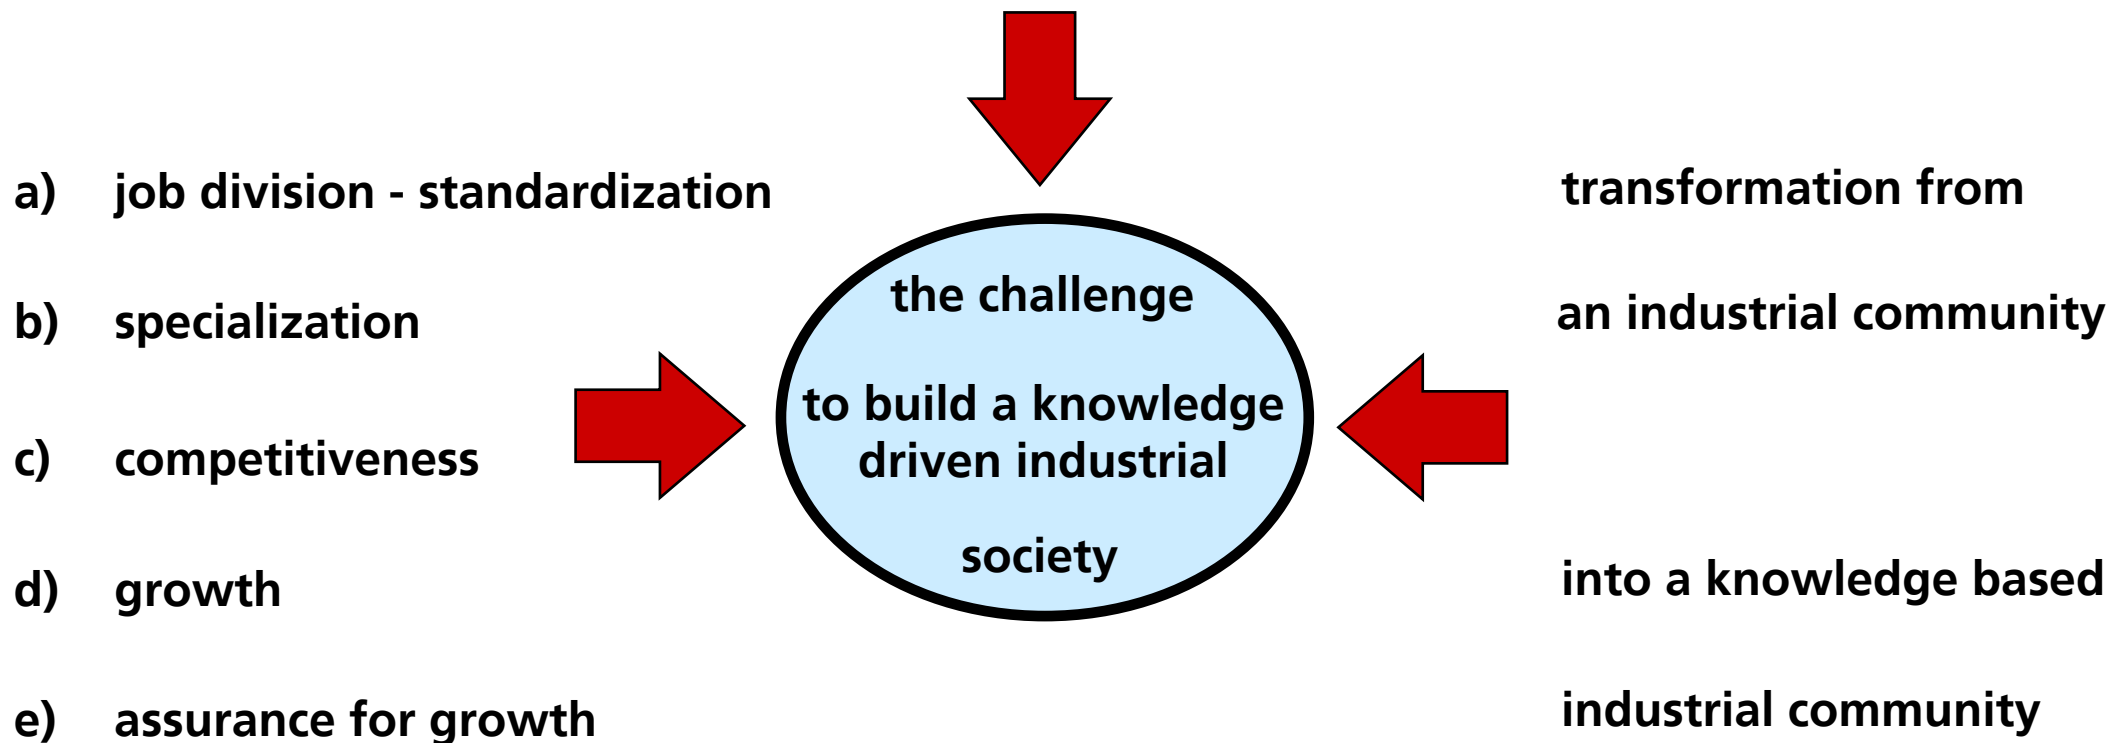 a) job division - standardization
b) specialization
c) competitiveness
d) growth
e) assurance for growth
the challenge
to build a knowledge
driven industrial
society
transformation from
an industrial community
into a knowledge based
industrial community